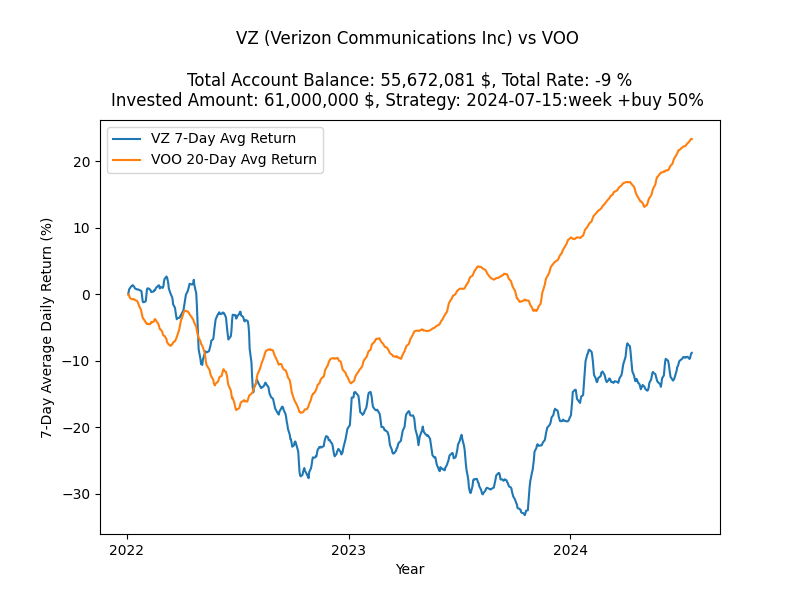 VZ (Verizon Communications Inc) vs VOO
Total Account Balance: 55,672,081 $, Total Rate: -9 %
Invested Amount: 61,000,000 $, Strategy: 2024-07-15:week +buy 50%
VZ 7-Day Avg Return
VOO 20-Day Avg Return
7-Day Average Daily Return (%)
20
10
0
−10
−20
−30
2022
2023
2024
Year